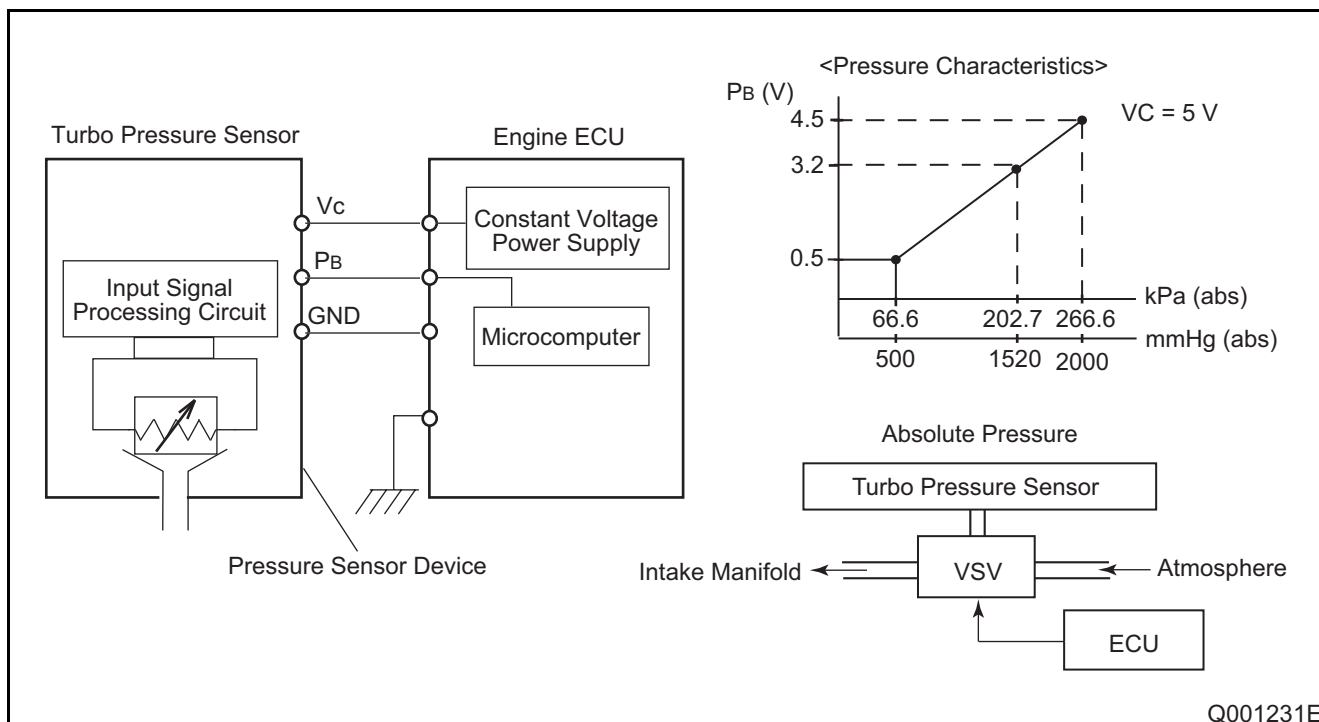 Turbo Pressure Sensor
Engine ECU
Vc
PB
GND
Input Signal
Processing Circuit
Constant Voltage
Power Supply
Microcomputer
Pressure Sensor Device
<Pressure Characteristics>
PB (V)
VC = 5 V
4.5
3.2
0.5
kPa (abs)
66.6 202.7 266.6
mmHg (abs)
500 1520 2000
Absolute Pressure
Turbo Pressure Sensor
Intake Manifold
VSV
Atmosphere
ECU
Q001231E